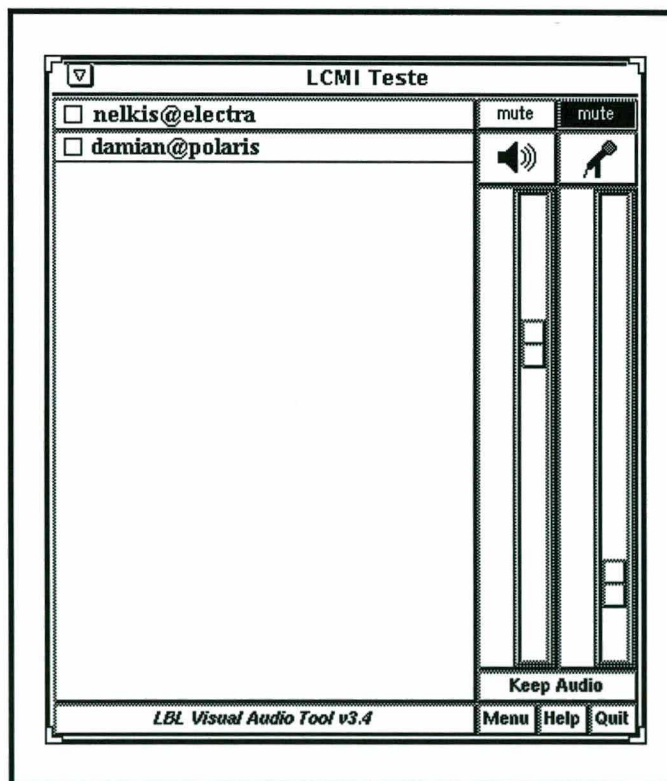 LCMI Teste
nelkis@electra
mute mute
damian@polaris
Keep Audio
LBL Visual Audio Tool v3.4
Menu Help Quit